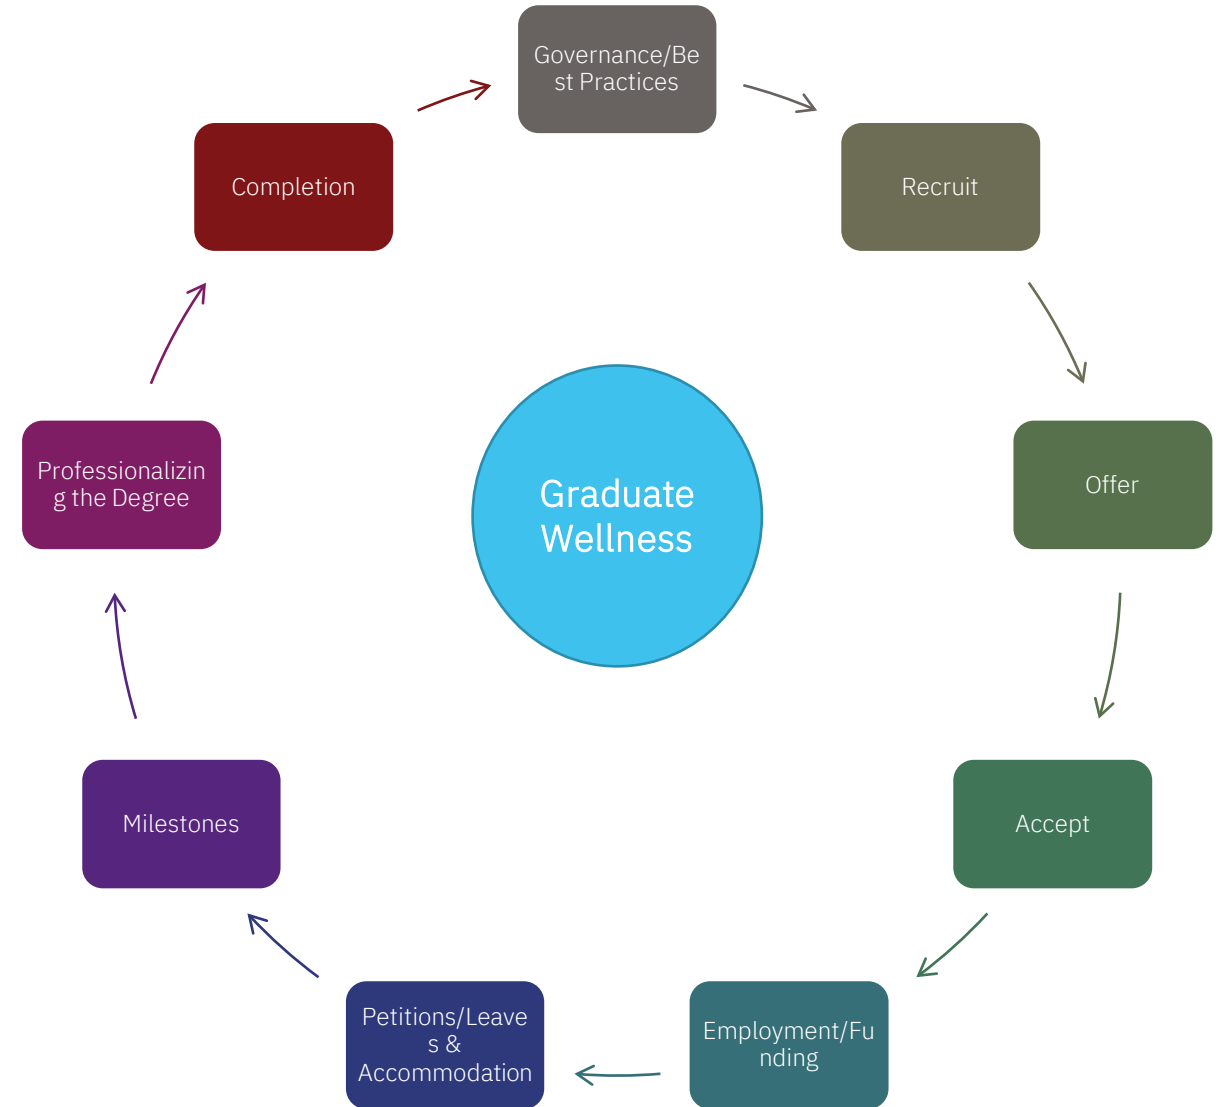 Governance/Be
st Practices
Recruit
Offer
Accept
Employment/Fu
nding
Petitions/Leave
s &
Accommodation
Milestones
Professionalizin
g the Degree
Completion
Graduate
Wellness